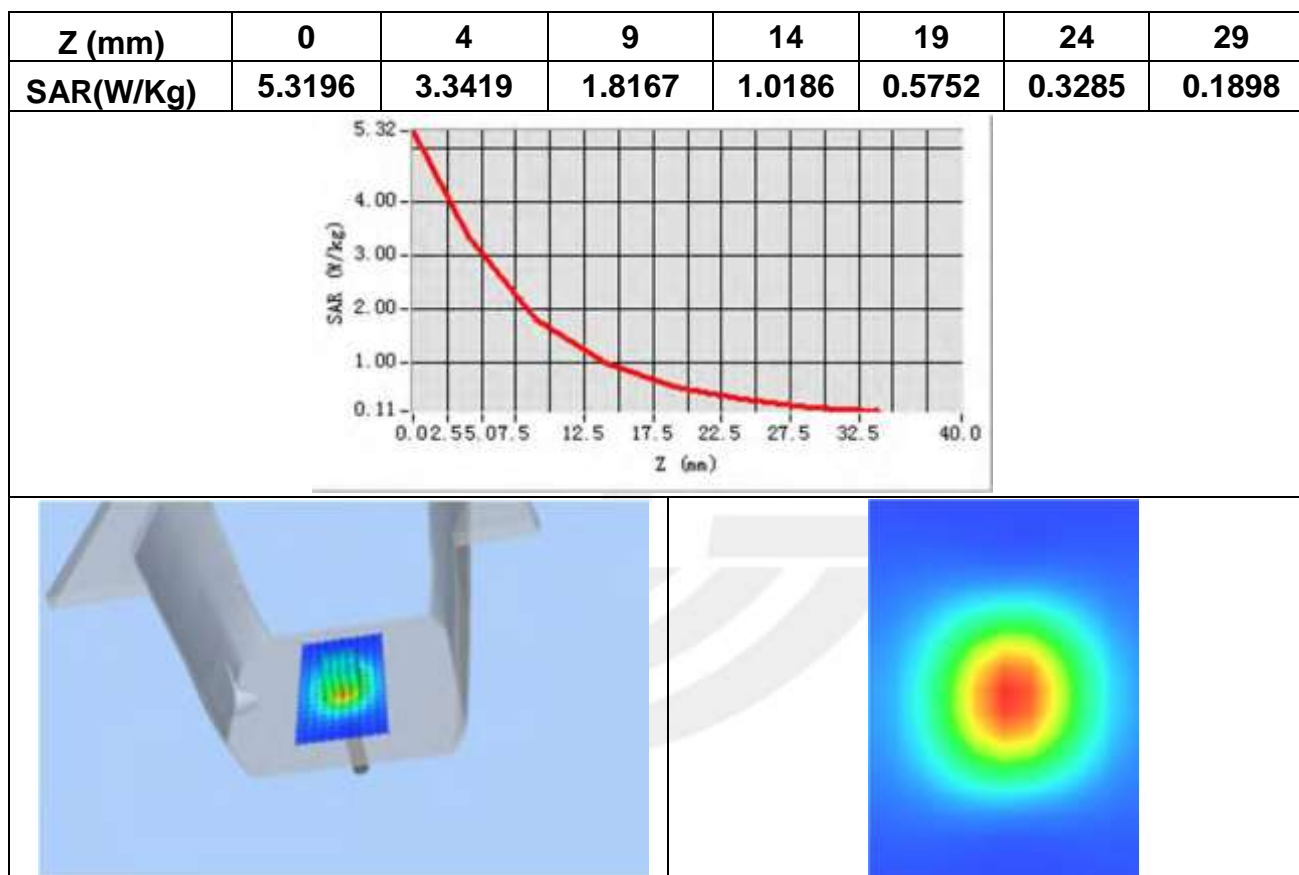 Z (mm) 0 4 9 14 19 24 29
SAR(W/Kg) 5.3196 3.3419 1.8167 1.0186 0.5752 0.3285 0.1898
5.32
4.00
3.00
2.00
1.00
0.11
SAR (W/kg)
0.0 2.5 5.0 7.5 12.5 17.5 22.5 27.5 32.5 40.0
Z (mm)